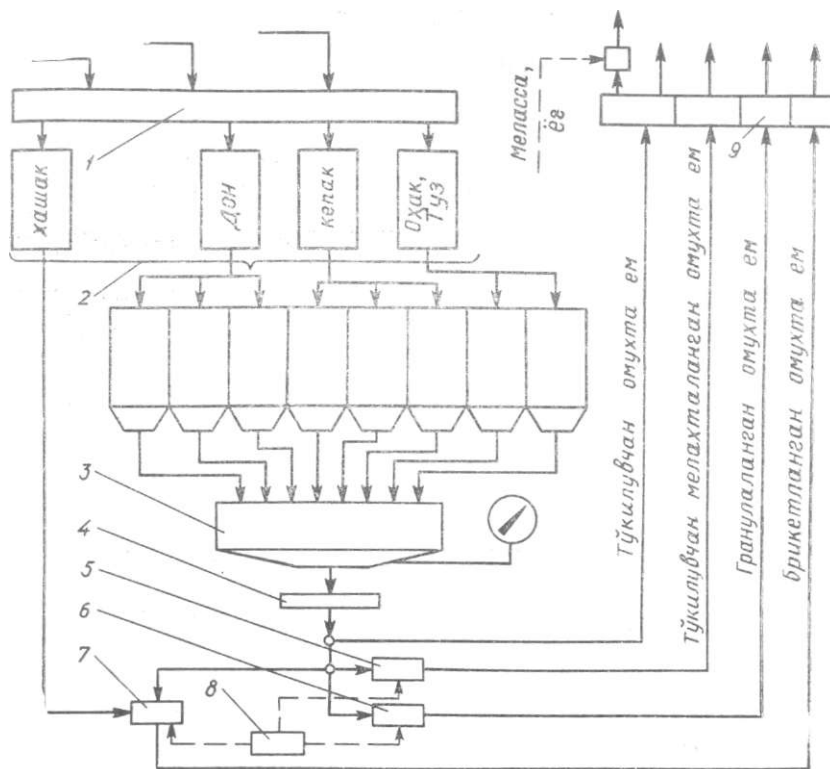 Меласса,
ёғ
1
9
хашак
дон
кепак
Оҳак,
Туз
2
Тўкилувчан омухта ем
Тўкилувчан мелахталанган омухта ем
Гранулаланган омухта ем
Брикетланган омухта ем
3
4
5
6
7
8